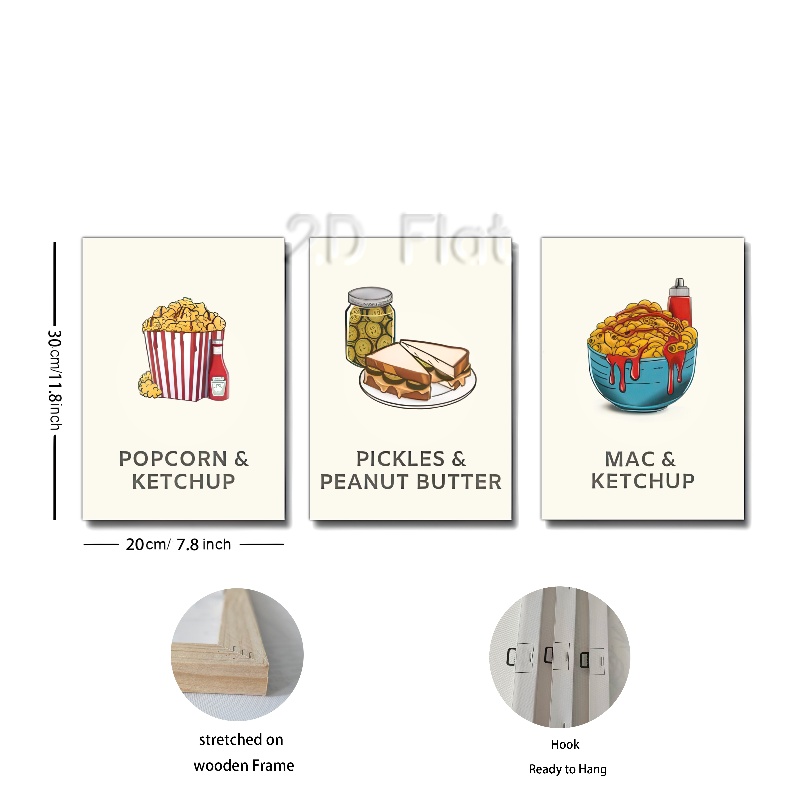 2D Flat
POPCORN &
KETCHUP
PICKLES &
PEANUT BUTTER
MAC &
KETCHUP
30cm/11.8inch
20cm/ 7.8 inch
stretched on
wooden Frame
Hook
Ready to Hang